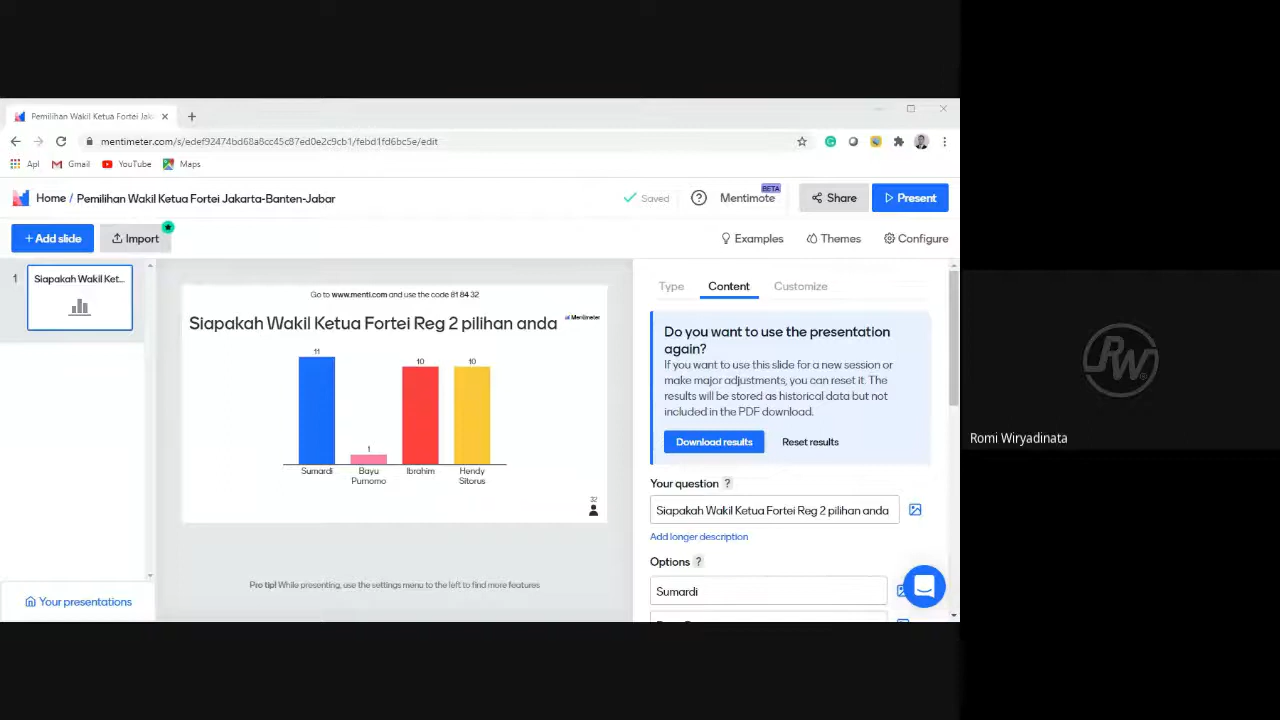 Pemilihan Wakil Ketua Fortei Jak
mentimeter.com/s/edef92474bd68a8cc45c87ed0e2c9cb1/febd1fd6bc5e/edit
Apl Gmail YouTube Maps
Home / Pemilihan Wakil Ketua Fortei Jakarta-Banten-Jabar
Saved ? Mentimote BETA Share Present
+ Add slide Import Examples Themes Configure
1 Siapakah Wakil Ket...
Your presentations
Go to www.menti.com and use the code 81 84 32
Siapakah Wakil Ketua Fortei Reg 2 pilihan anda
Mentimeter
11 1 10 10
Sumardi Bayu Purnomo Ibrahim Hendy Sitorus
32
Pro tip! While presenting, use the settings menu to the left to find more features
Type Content Customize
Do you want to use the presentation
again?
If you want to use this slide for a new session or
make major adjustments, you can reset it. The
results will be stored as historical data but not
included in the PDF download.
Download results Reset results
Your question ?
Siapakah Wakil Ketua Fortei Reg 2 pilihan anda
Add longer description
Options ?
Sumardi
RW
Romi Wiryadinata